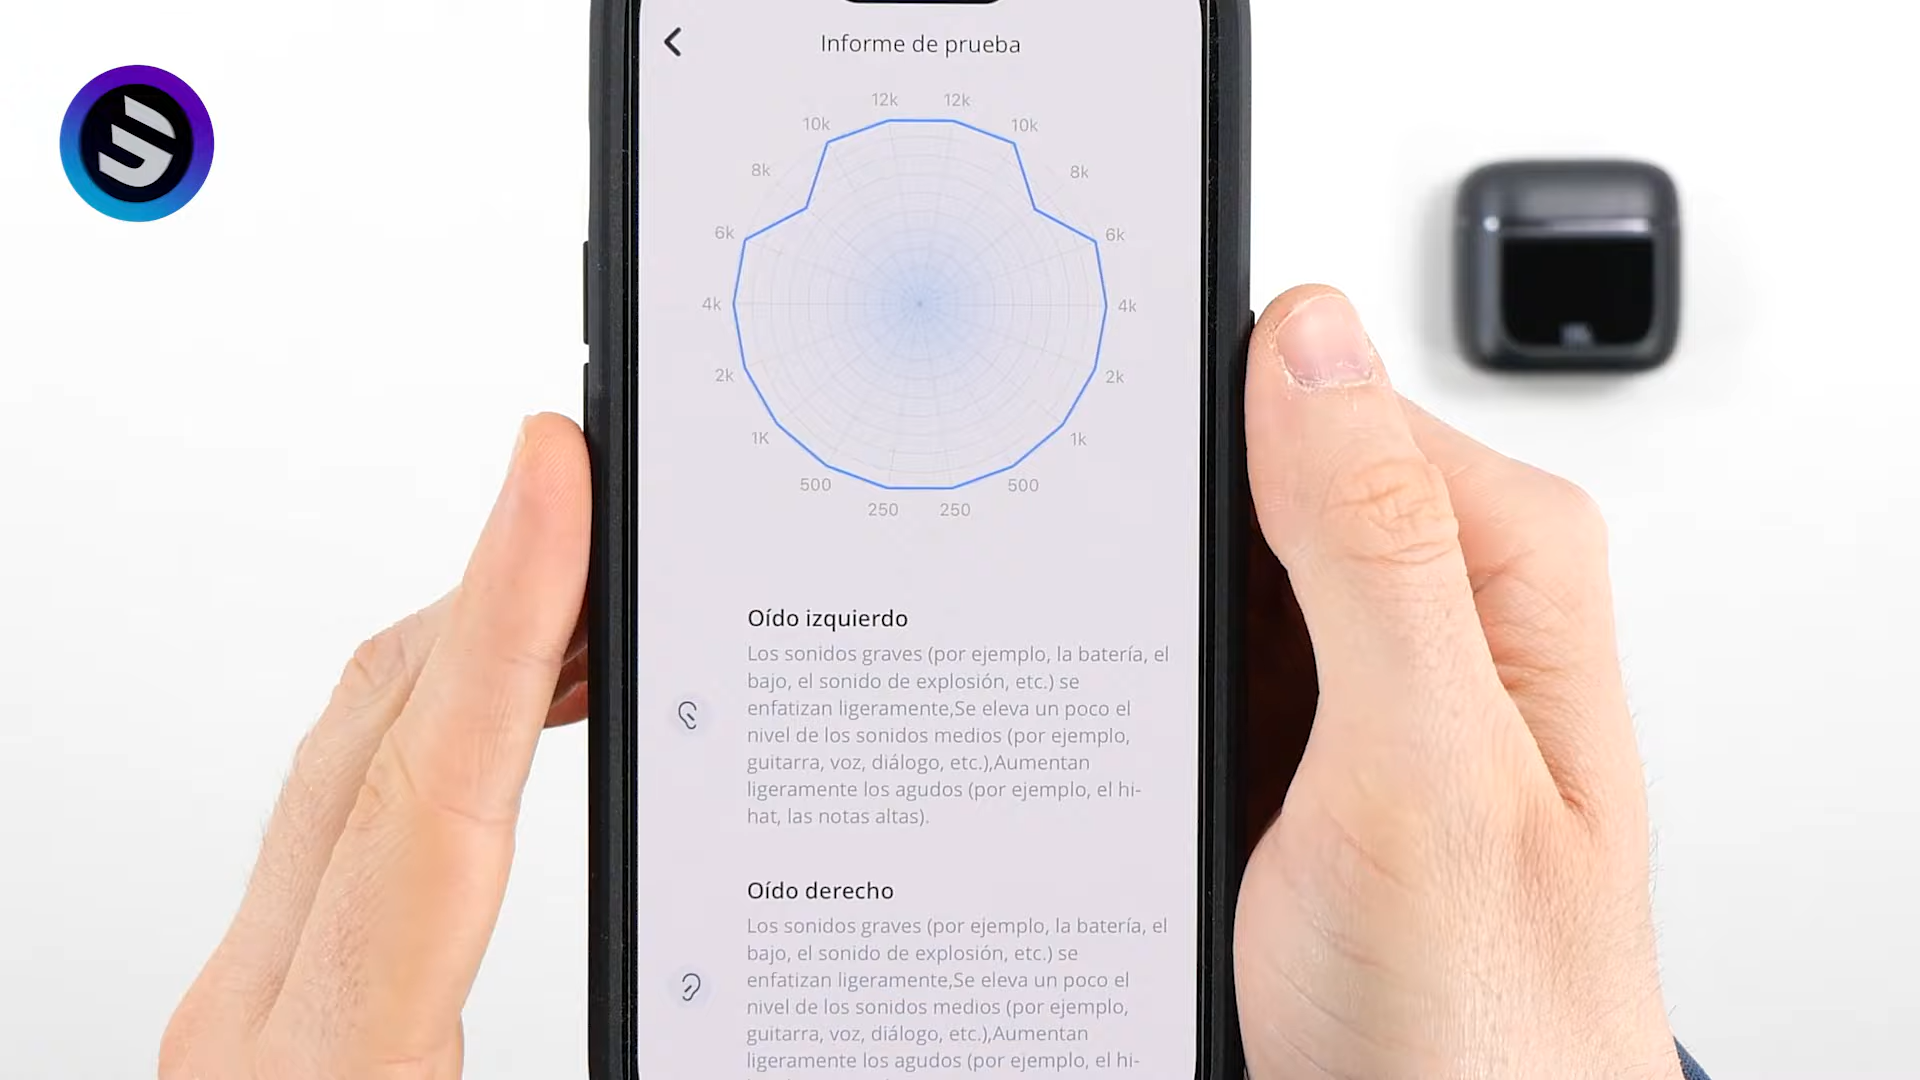 Informe de prueba
12k 12k
10k 10k
8k 8k
6k 6k
4k 4k
2k 2k
1K 1k
500 500
250 250
Oído izquierdo
Los sonidos graves (por ejemplo, la batería, el
bajo, el sonido de explosión, etc.) se
enfatizan ligeramente,Se eleva un poco el
nivel de los sonidos medios (por ejemplo,
guitarra, voz, diálogo, etc.),Aumentan
ligeramente los agudos (por ejemplo, el hi-
hat, las notas altas).
Oído derecho
Los sonidos graves (por ejemplo, la batería, el
bajo, el sonido de explosión, etc.) se
enfatizan ligeramente,Se eleva un poco el
nivel de los sonidos medios (por ejemplo,
guitarra, voz, diálogo, etc.),Aumentan
ligeramente los agudos (por ejemplo, el hi-